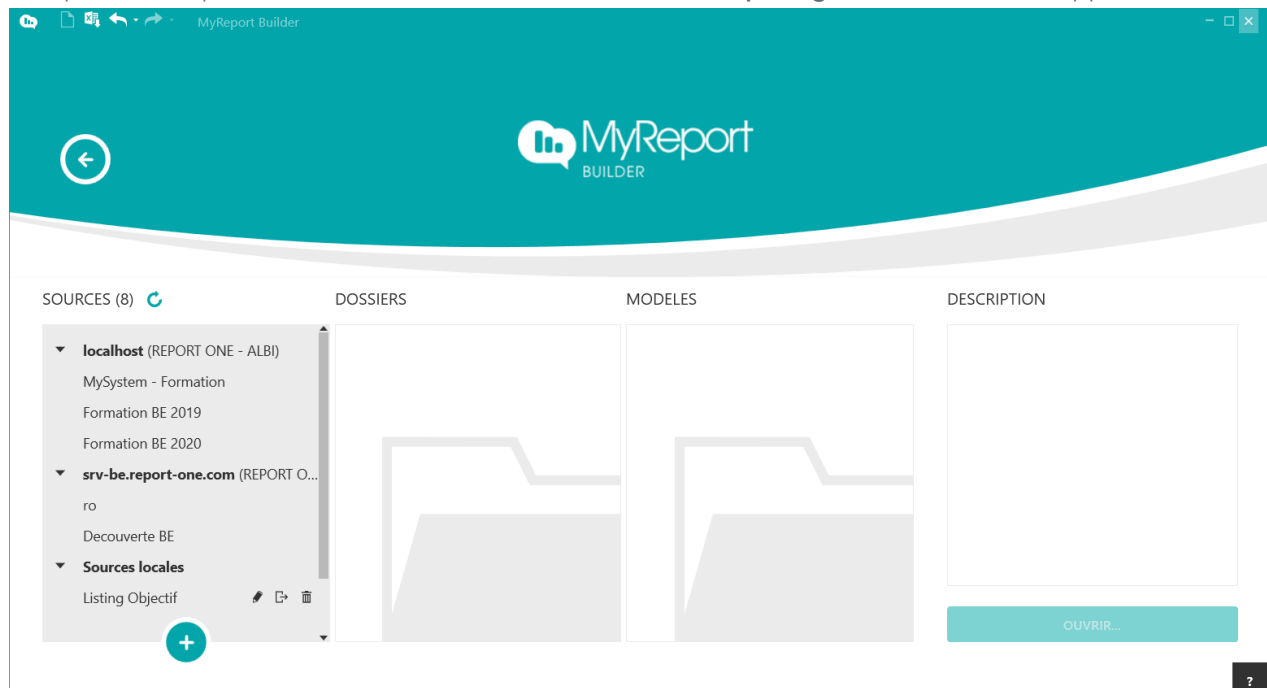 MyReport Builder
MyReport
BUILDER
SOURCES (8)
DOSSIERS
MODELES
DESCRIPTION
localhost (REPORT ONE - ALBI)
MySystem - Formation
Formation BE 2019
Formation BE 2020
srv-be.report-one.com (REPORT O...
ro
Decouverte BE
Sources locales
Listing Objectif
OUVRIR...
?